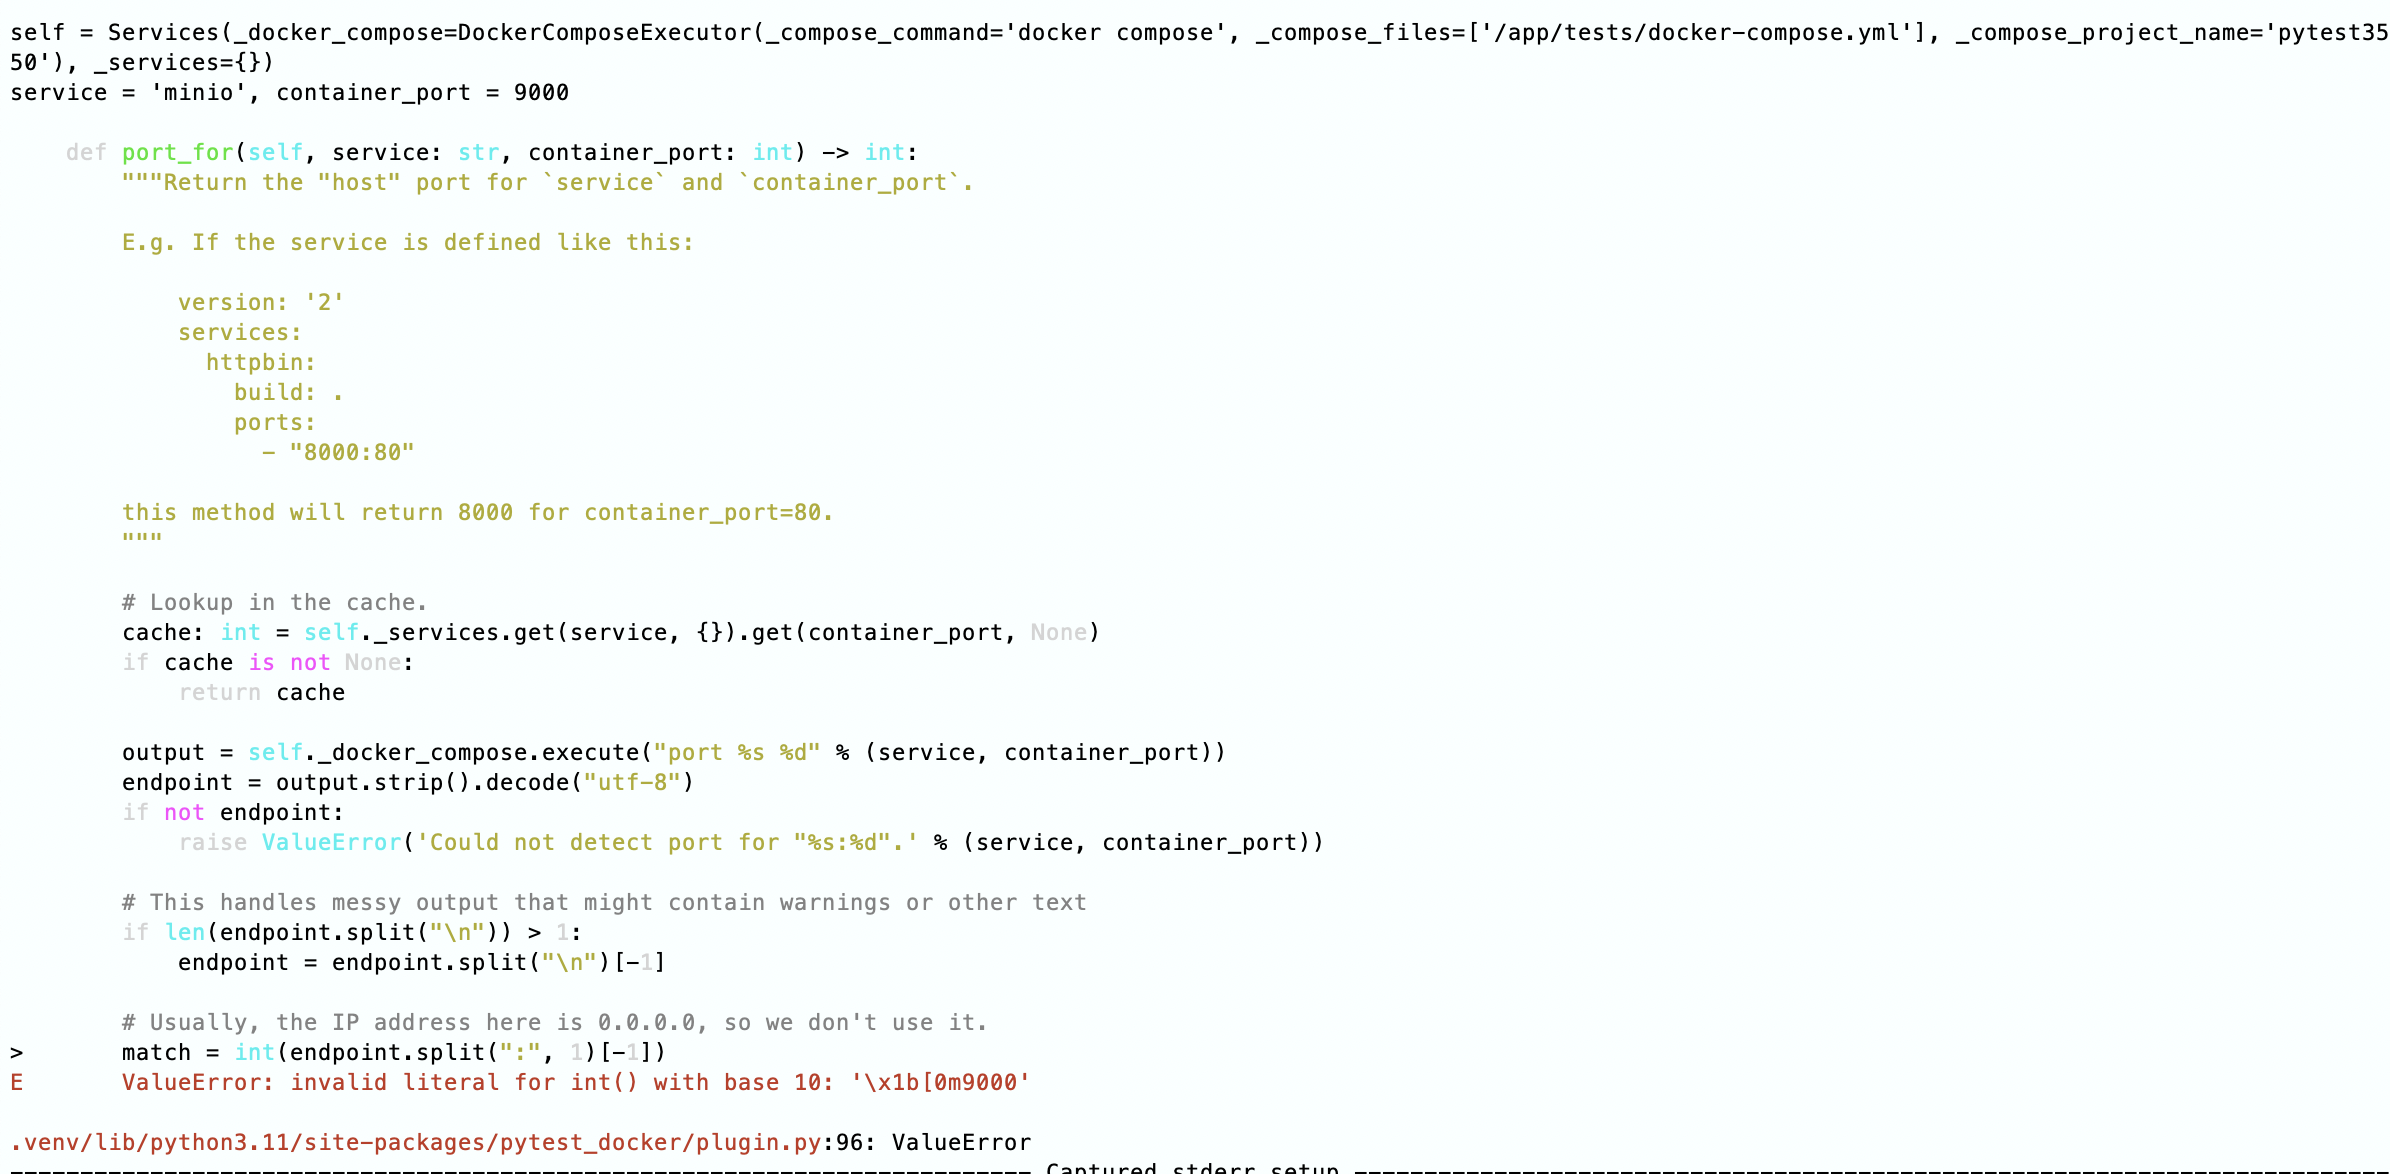 self = Services(_docker_compose=DockerComposeExecutor(_compose_command='docker compose', _compose_files=['/app/tests/docker-compose.yml'], _compose_project_name='pytest35
50'), _services={})
service = 'minio', container_port = 9000
def port_for(self, service: str, container_port: int) -> int:
"""Return the "host" port for `service` and `container_port`.
E.g. If the service is defined like this:
version: '2'
services:
httpbin:
build: .
ports:
- "8000:80"
this method will return 8000 for container_port=80.
"""
# Lookup in the cache.
cache: int = self._services.get(service, {}).get(container_port, None)
if cache is not None:
return cache
output = self._docker_compose.execute("port %s %d" % (service, container_port))
endpoint = output.strip().decode("utf-8")
if not endpoint:
raise ValueError('Could not detect port for "%s:%d".' % (service, container_port))
# This handles messy output that might contain warnings or other text
if len(endpoint.split("\n")) > 1:
endpoint = endpoint.split("\n")[-1]
# Usually, the IP address here is 0.0.0.0, so we don't use it.
> match = int(endpoint.split(":", 1)[-1])
E ValueError: invalid literal for int() with base 10: '\x1b[0m9000'
.venv/lib/python3.11/site-packages/pytest_docker/plugin.py:96: ValueError
Captured stderr setup